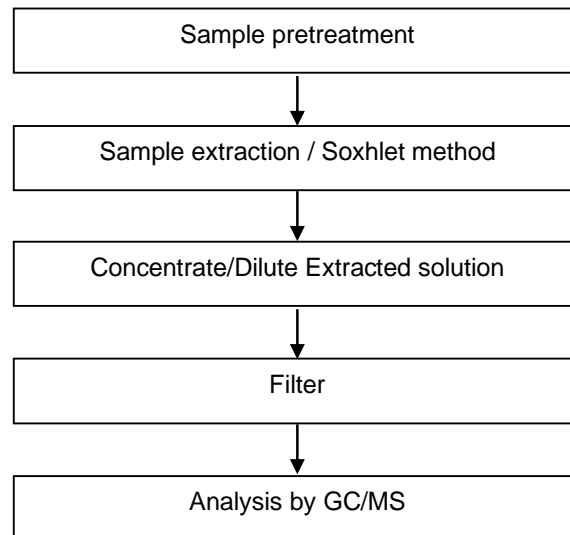 Sample pretreatment
Sample extraction / Soxhlet method
Concentrate/Dilute Extracted solution
Filter
Analysis by GC/MS